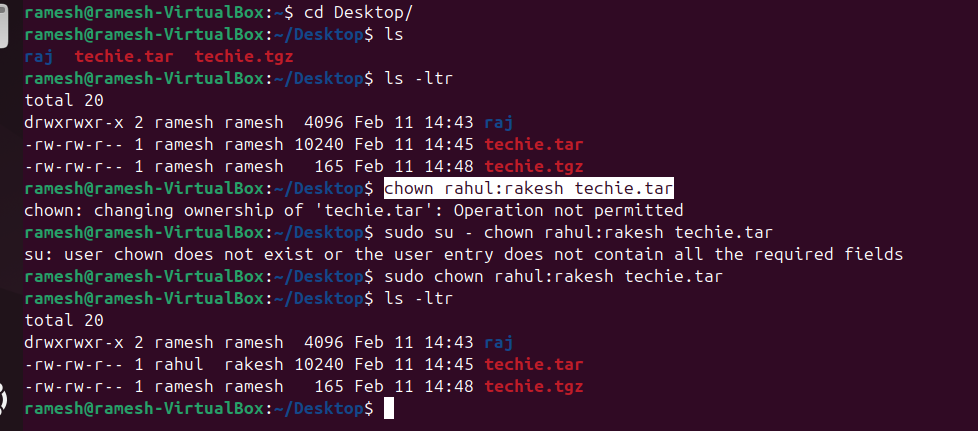 ramesh@ramesh-VirtualBox:~$ cd Desktop/
ramesh@ramesh-VirtualBox:~/Desktop$ ls
raj  techie.tar  techie.tgz
ramesh@ramesh-VirtualBox:~/Desktop$ ls -ltr
total 20
drwxrwxr-x 2 ramesh ramesh  4096 Feb 11 14:43 raj
-rw-rw-r-- 1 ramesh ramesh 10240 Feb 11 14:45 techie.tar
-rw-rw-r-- 1 ramesh ramesh   165 Feb 11 14:48 techie.tgz
ramesh@ramesh-VirtualBox:~/Desktop$ chown rahul:rakesh techie.tar
chown: changing ownership of 'techie.tar': Operation not permitted
ramesh@ramesh-VirtualBox:~/Desktop$ sudo su - chown rahul:rakesh techie.tar
su: user chown does not exist or the user entry does not contain all the required fields
ramesh@ramesh-VirtualBox:~/Desktop$ sudo chown rahul:rakesh techie.tar
ramesh@ramesh-VirtualBox:~/Desktop$ ls -ltr
total 20
drwxrwxr-x 2 ramesh ramesh  4096 Feb 11 14:43 raj
-rw-rw-r-- 1 rahul  rakesh 10240 Feb 11 14:45 techie.tar
-rw-rw-r-- 1 ramesh ramesh   165 Feb 11 14:48 techie.tgz
ramesh@ramesh-VirtualBox:~/Desktop$